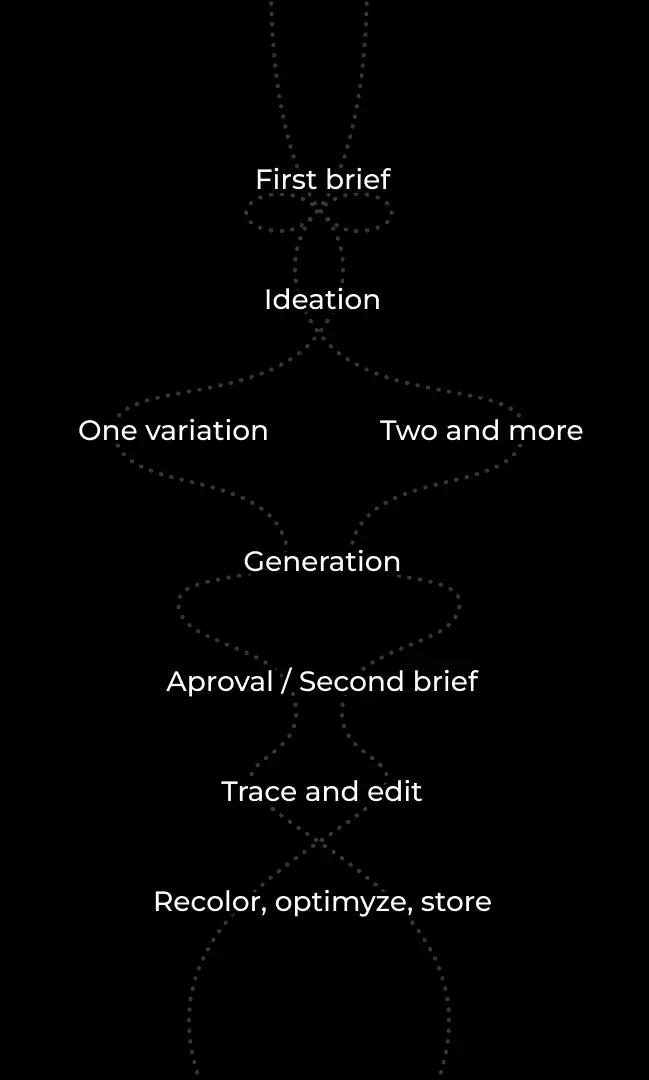 First brief
Ideation
One variation
Two and more
Generation
Aproval / Second brief
Trace and edit
Recolor, optimyze, store